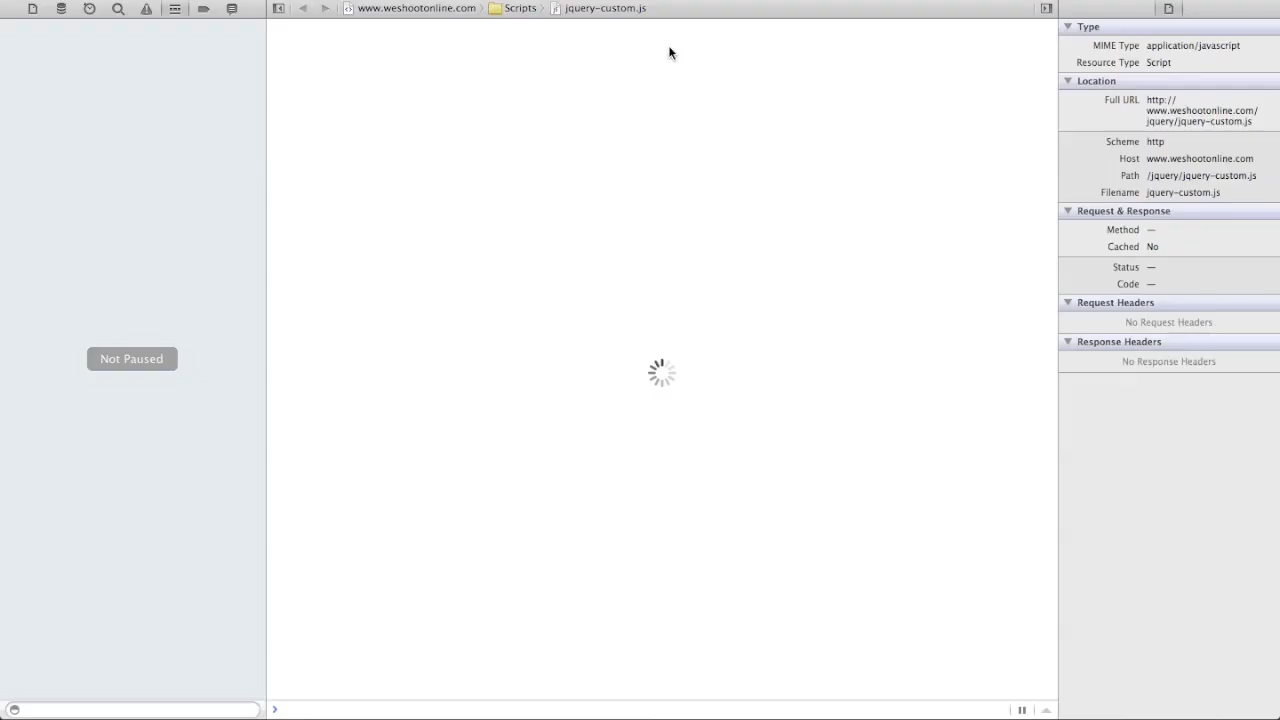 www.weshootonline.com
Scripts
jquery-custom.js
Not Paused
Type
MIME Type application/javascript
Resource Type Script
Location
Full URL http://
www.weshootonline.com/
jquery/jquery-custom.js
Scheme http
Host www.weshootonline.com
Path /jquery/jquery-custom.js
Filename jquery-custom.js
Request & Response
Method —
Cached No
Status —
Code —
Request Headers
No Request Headers
Response Headers
No Response Headers